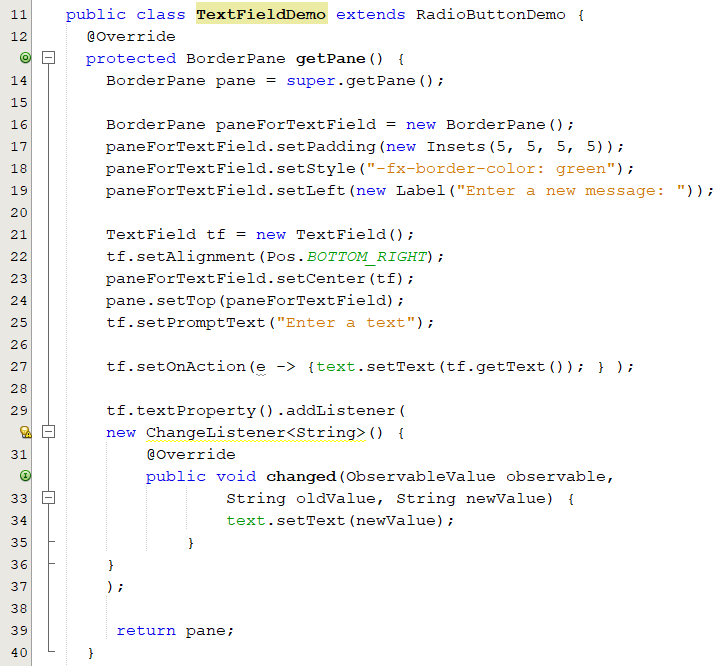 11 public class TextFieldDemo extends RadioButtonDemo {
12 @Override
protected BorderPane getPane() {
14 BorderPane pane = super.getPane();
15
16 BorderPane paneForTextField = new BorderPane();
17 paneForTextField.setPadding(new Insets(5, 5, 5, 5));
18 paneForTextField.setStyle("-fx-border-color: green");
19 paneForTextField.setLeft(new Label("Enter a new message: "));
20
21 TextField tf = new TextField();
22 tf.setAlignment(Pos.BOTTOM_RIGHT);
23 paneForTextField.setCenter(tf);
24 pane.setTop(paneForTextField);
25 tf.setPromptText("Enter a text");
26
27 tf.setOnAction(e -> {text.setText(tf.getText()); } );
28
29 tf.textProperty().addListener(
new ChangeListener<String>() {
31 @Override
public void changed(ObservableValue observable,
33 String oldValue, String newValue) {
34 text.setText(newValue);
35 }
36 }
37 );
38
39 return pane;
40 }